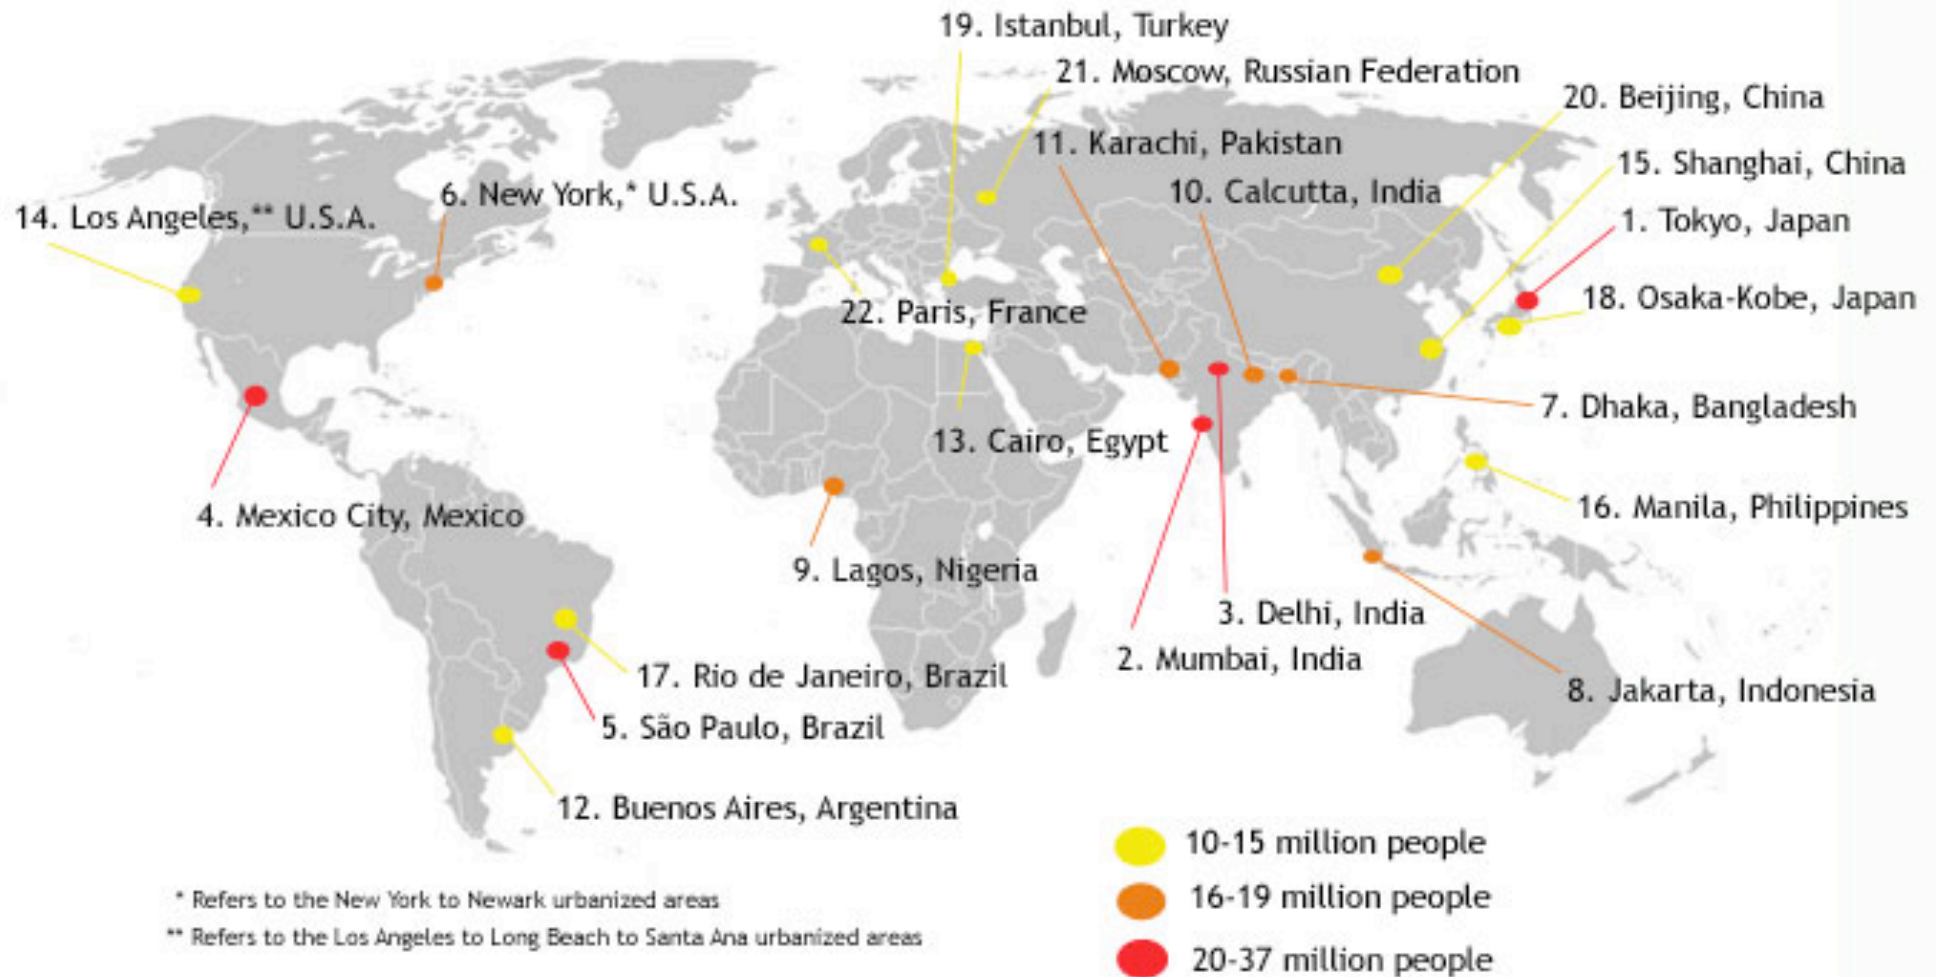 19. Istanbul, Turkey
21. Moscow, Russian Federation
20. Beijing, China
11. Karachi, Pakistan
15. Shanghai, China
10. Calcutta, India
6. New York,* U.S.A.
14. Los Angeles,** U.S.A.
1. Tokyo, Japan
18. Osaka-Kobe, Japan
22. Paris, France
7. Dhaka, Bangladesh
13. Cairo, Egypt
16. Manila, Philippines
4. Mexico City, Mexico
9. Lagos, Nigeria
3. Delhi, India
2. Mumbai, India
17. Rio de Janeiro, Brazil
8. Jakarta, Indonesia
5. São Paulo, Brazil
12. Buenos Aires, Argentina
10-15 million people
16-19 million people
20-37 million people
* Refers to the New York to Newark urbanized areas
** Refers to the Los Angeles to Long Beach to Santa Ana urbanized areas